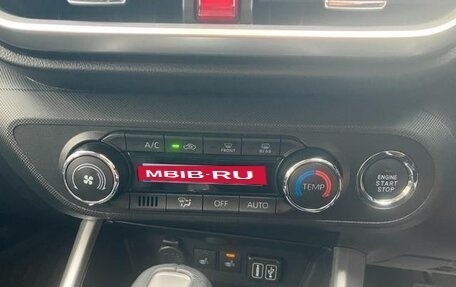 A/C
FRONT
REAR
MBIB-RU
TEMP
ENGINE
START
STOP
OFF
AUTO